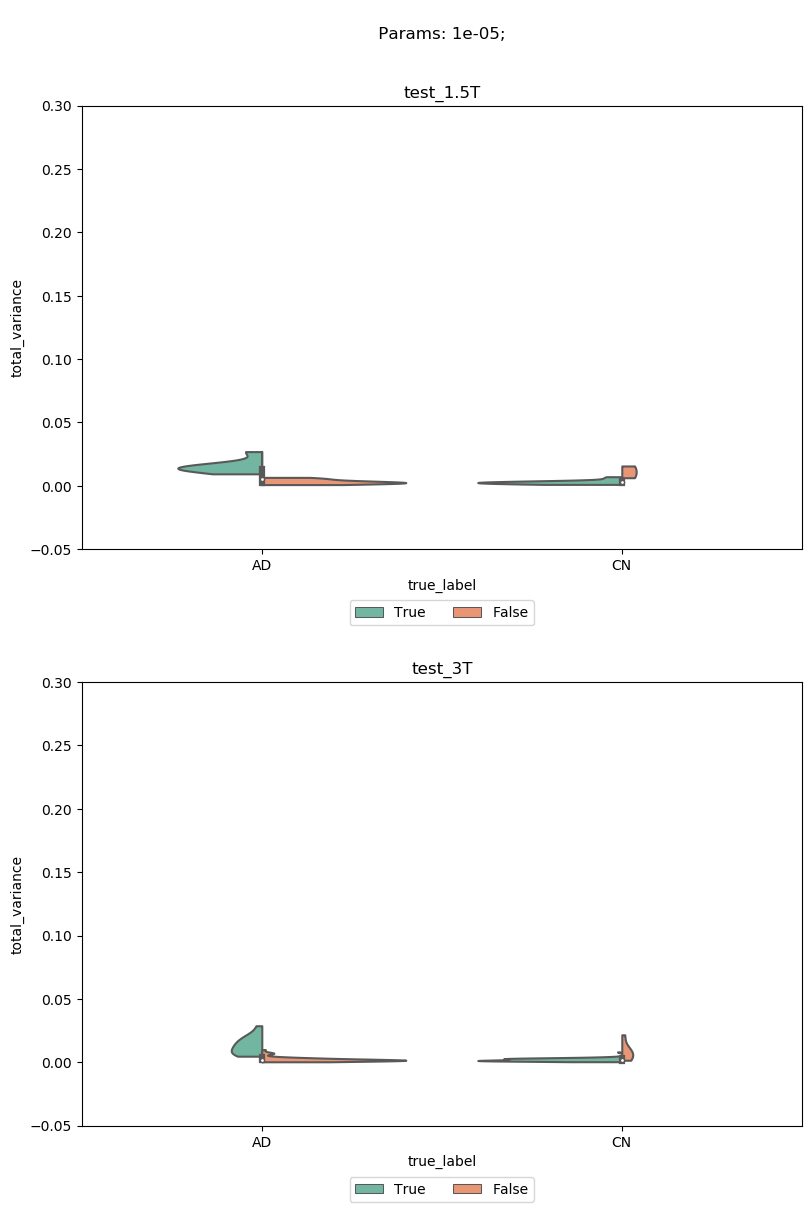 Params: 1e-05;
test_1.5T
0.30
0.25
0.20
0.15
0.10
0.05
0.00
−0.05
total_variance
AD CN
true_label
True False
test_3T
0.30
0.25
0.20
0.15
0.10
0.05
0.00
−0.05
total_variance
AD CN
true_label
True False